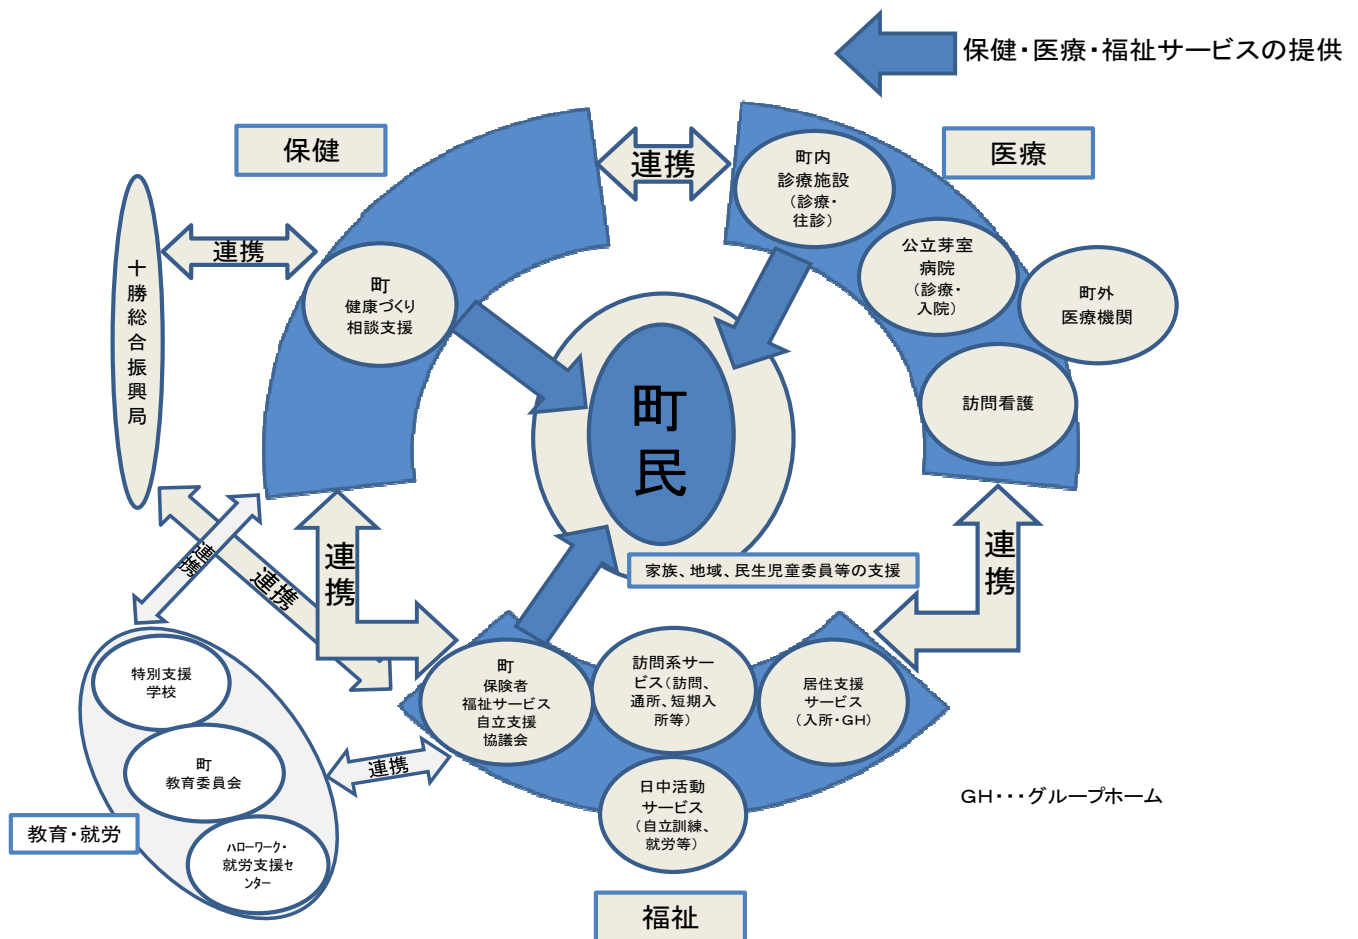 保健・医療・福祉サービスの提供
保健
医療
連携
町内
診療施設
（診療・
往診）
公立芽室
病院
（診療・
入院）
町外
医療機関
訪問看護
連携
十勝総合振興局
町
健康づくり
相談支援
町
民
家族、地域、民生児童委員等の支援
連携
連携
連携
連携
町
保険者
福祉サービス
自立支援
協議会
訪問系サー
ビス（訪問、
通所、短期入
所等）
居住支援
サービス
（入所・GH）
日中活動
サービス
（自立訓練、
就労等）
連携
特別支援
学校
町
教育委員会
ﾊﾛｰﾜｰｸ・
就労支援ｾ
ﾝﾀｰ
教育・就労
GH・・・グループホーム
福祉